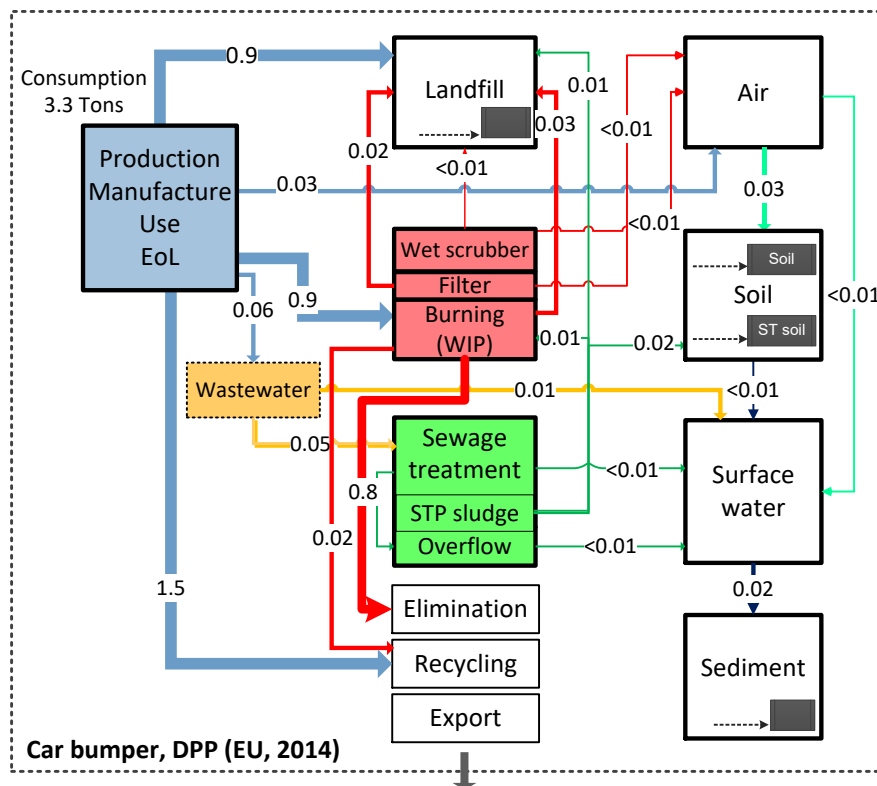 0.9
Consumption
3.3 Tons
Landfill
0.01
Air
0.03
0.02
<0.01
<0.01
Production
Manufacture
Use
EoL
0.03
0.03
<0.01
Wet scrubber
Filter
Burning
(WIP)
Soil
Soil
ST soil
<0.01
0.9
0.06
0.01
0.02
Wastewater
0.01
<0.01
0.05
Sewage
treatment
<0.01
Surface
water
0.8
STP sludge
Overflow
<0.01
0.02
1.5
0.02
Elimination
Recycling
Sediment
Export
Car bumper, DPP (EU, 2014)